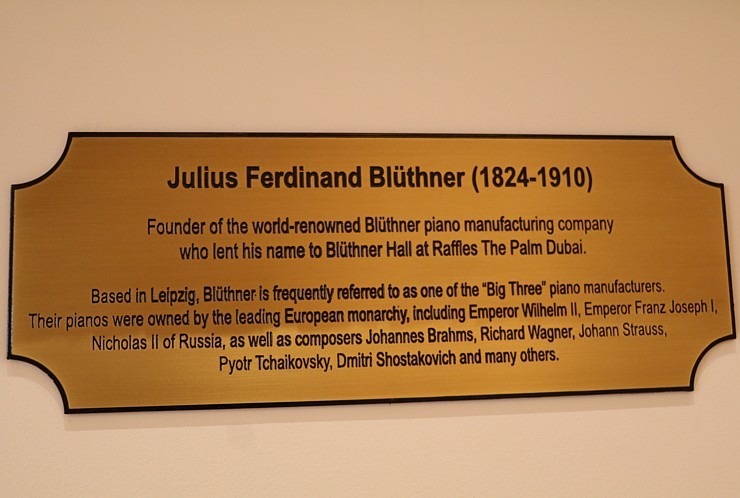 Julius Ferdinand Blüthner (1824-1910)
Founder of the world-renowned Blüthner piano manufacturing company
who lent his name to Blüthner Hall at Raffles The Palm Dubai.
Based in Leipzig, Blüthner is frequently referred to as one of the “Big Three” piano manufacturers.
Their pianos were owned by the leading European monarchy, including Emperor Wilhelm II, Emperor Franz Joseph I,
Nicholas II of Russia, as well as composers Johannes Brahms, Richard Wagner, Johann Strauss,
Pyotr Tchaikovsky, Dmitri Shostakovich and many others.